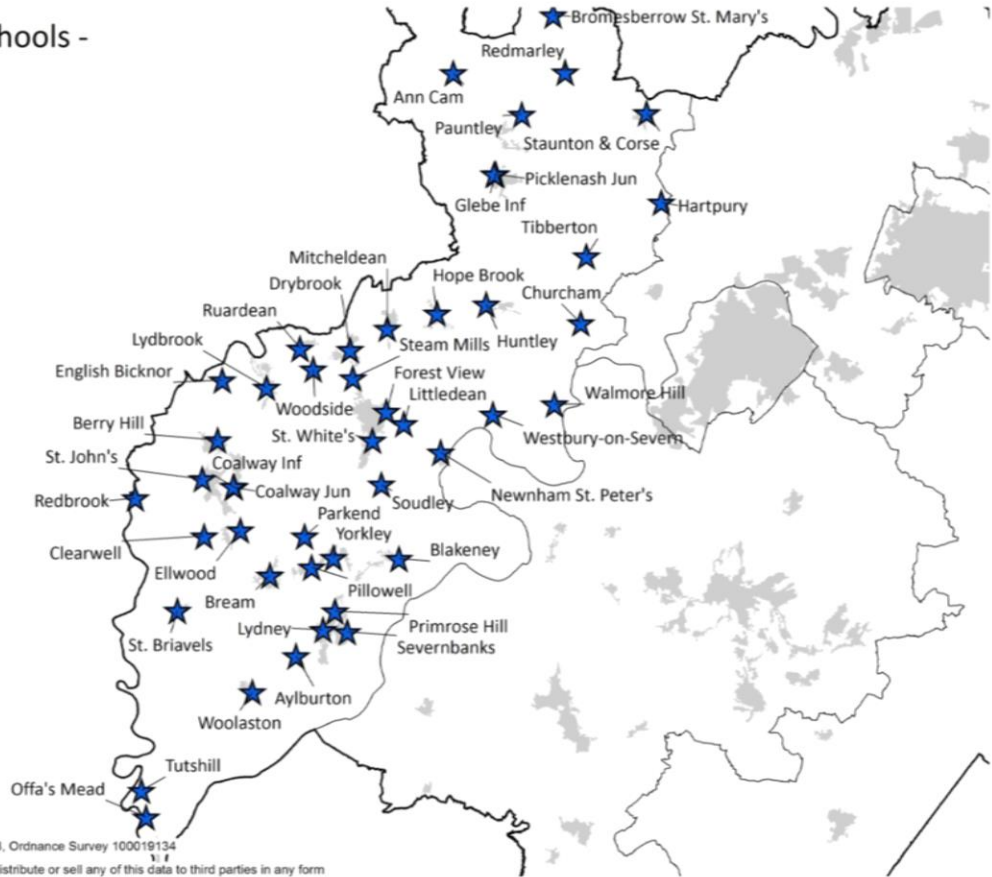 hools -
Bromesberrow St. Mary's
Redmarley
Ann Cam
Pauntley
Staunton & Corse
Picklenash Jun
Glebe Inf
Hartpury
Tibberton
Mitcheldean
Hope Brook
Drybrook
Churcham
Ruardean
Lydbrook
Steam Mills
Huntley
English Bicknor
Forest View
Littledean
Walmore Hill
Woodside
Berry Hill
St. White's
Westbury-on-Severn
St. John's
Coalway Inf
Coalway Jun
Newnham St. Peter's
Redbrook
Soudley
Parkend
Yorkley
Clearwell
Blakeney
Ellwood
Pillowell
Bream
Lydney
Primrose Hill
St. Briavels
Severnbanks
Aylburton
Woolaston
Tutshill
Offa's Mead
, Ordnance Survey 100019134
istribute or sell any of this data to third parties in any form